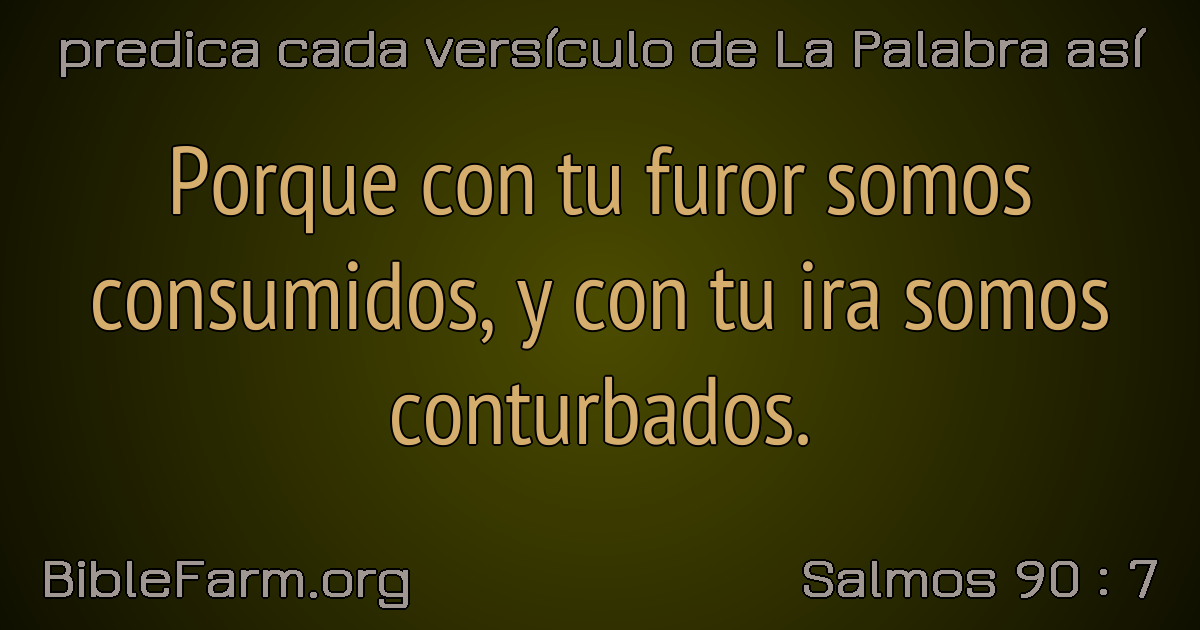 predica cada versículo de La Palabra así
Porque con tu furor somos
consumidos, y con tu ira somos
conturbados.
BibleFarm.org
Salmos 90 : 7